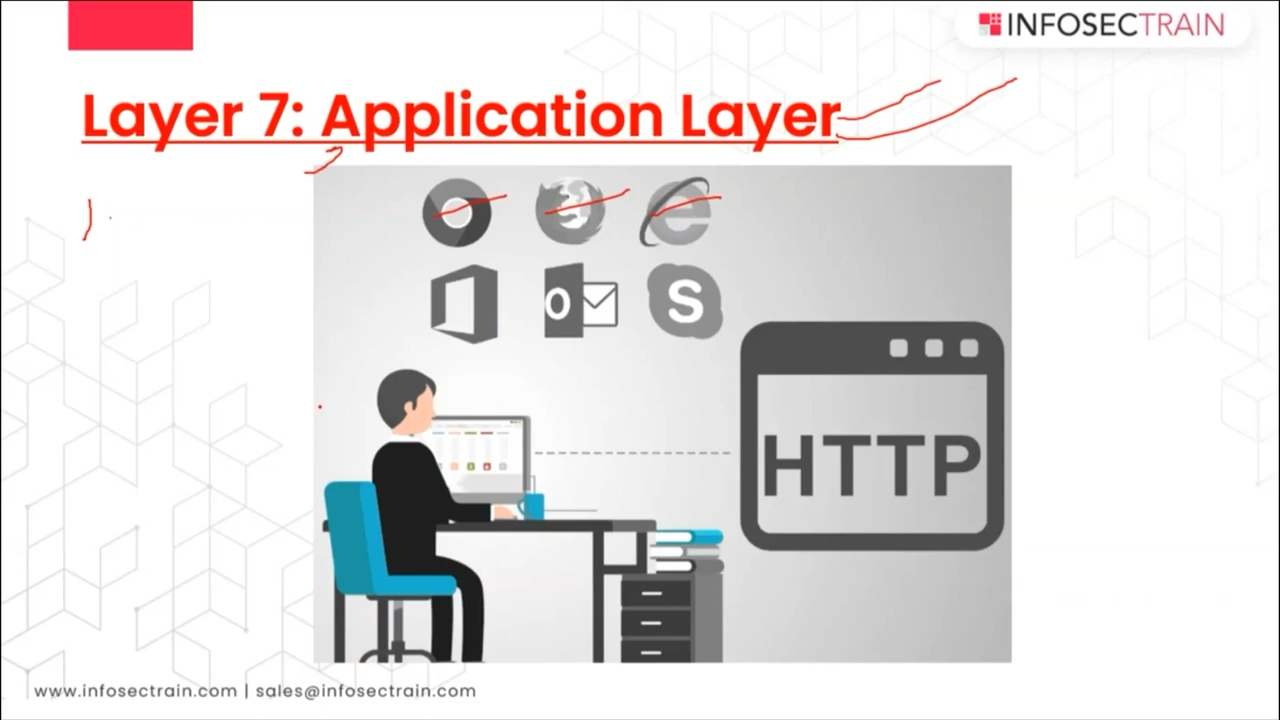 INFOSECTRAIN
Layer 7: Application Layer
O
S
HTTP
www.infosectrain.com | sales@infosectrain.com